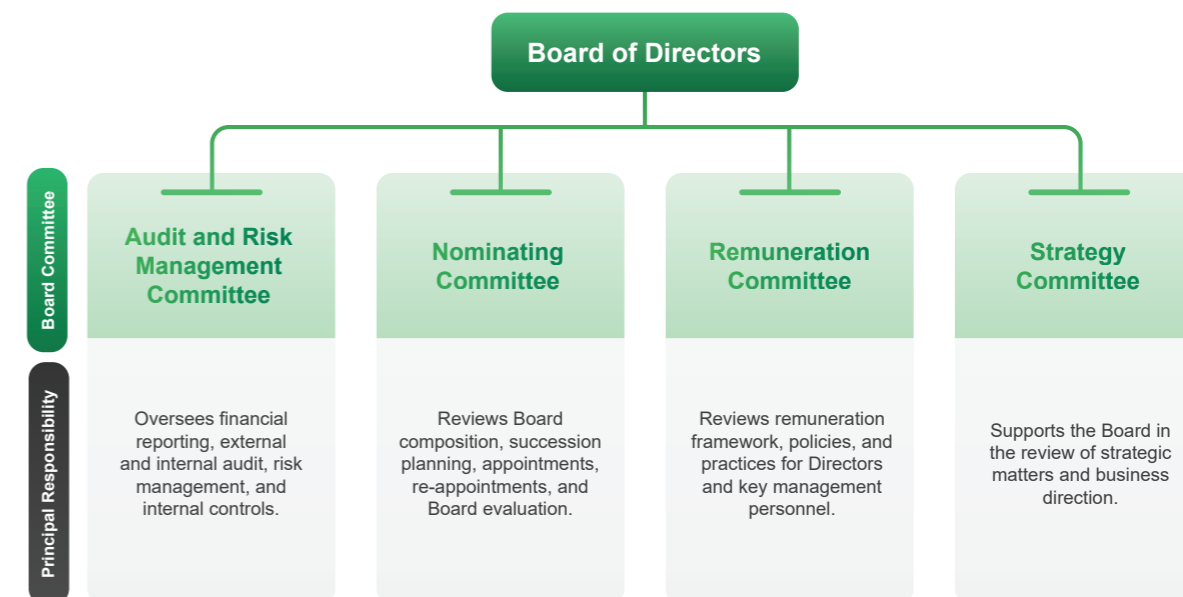 Board of Directors
Board Committee
Audit and Risk
Management
Committee
Nominating
Committee
Remuneration
Committee
Strategy
Committee
Principal Responsibility
Oversees financial
reporting, external
and internal audit, risk
management, and
internal controls.
Reviews Board
composition, succession
planning, appointments,
re-appointments, and
Board evaluation.
Reviews remuneration
framework, policies, and
practices for Directors
and key management
personnel.
Supports the Board in
the review of strategic
matters and business
direction.